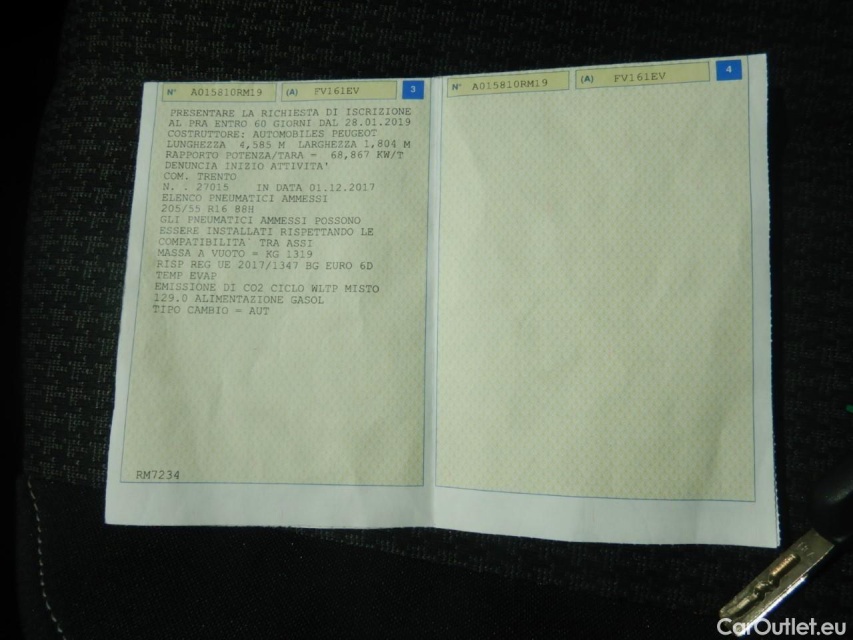 N° A015810RM19 (A) FV161EV 3
PRESENTARE LA RICHIESTA DI ISCRIZIONE
AL PRA ENTRO 60 GIORNI DAL 28.01.2019
COSTRUTTORE: AUTOMOBILES PEUGEOT
LUNGHEZZA 4,585 M LARGHEZZA 1,804 M
RAPPORTO POTENZA/TARA = 68,867 KW/T
DENUNCIA INIZIO ATTIVITA'
COM. TRENTO
N. : 27015 IN DATA 01.12.2017
ELENCO PNEUMATICI AMMESSI
205/55 R16 88H
GLI PNEUMATICI AMMESSI POSSONO
ESSERE INSTALLATI RISPETTANDO LE
COMPATIBILITA` TRA ASSI
MASSA A VUOTO = KG 1319
RISP REG UE 2017/1347 BG EURO 6D
TEMP EVAP
EMISSIONE DI CO2 CICLO WLTP MISTO
129.0 ALIMENTAZIONE GASOL
TIPO CAMBIO = AUT
RM7234
N° A015810RM19 (A) FV161EV 4
CarOutlet.eu